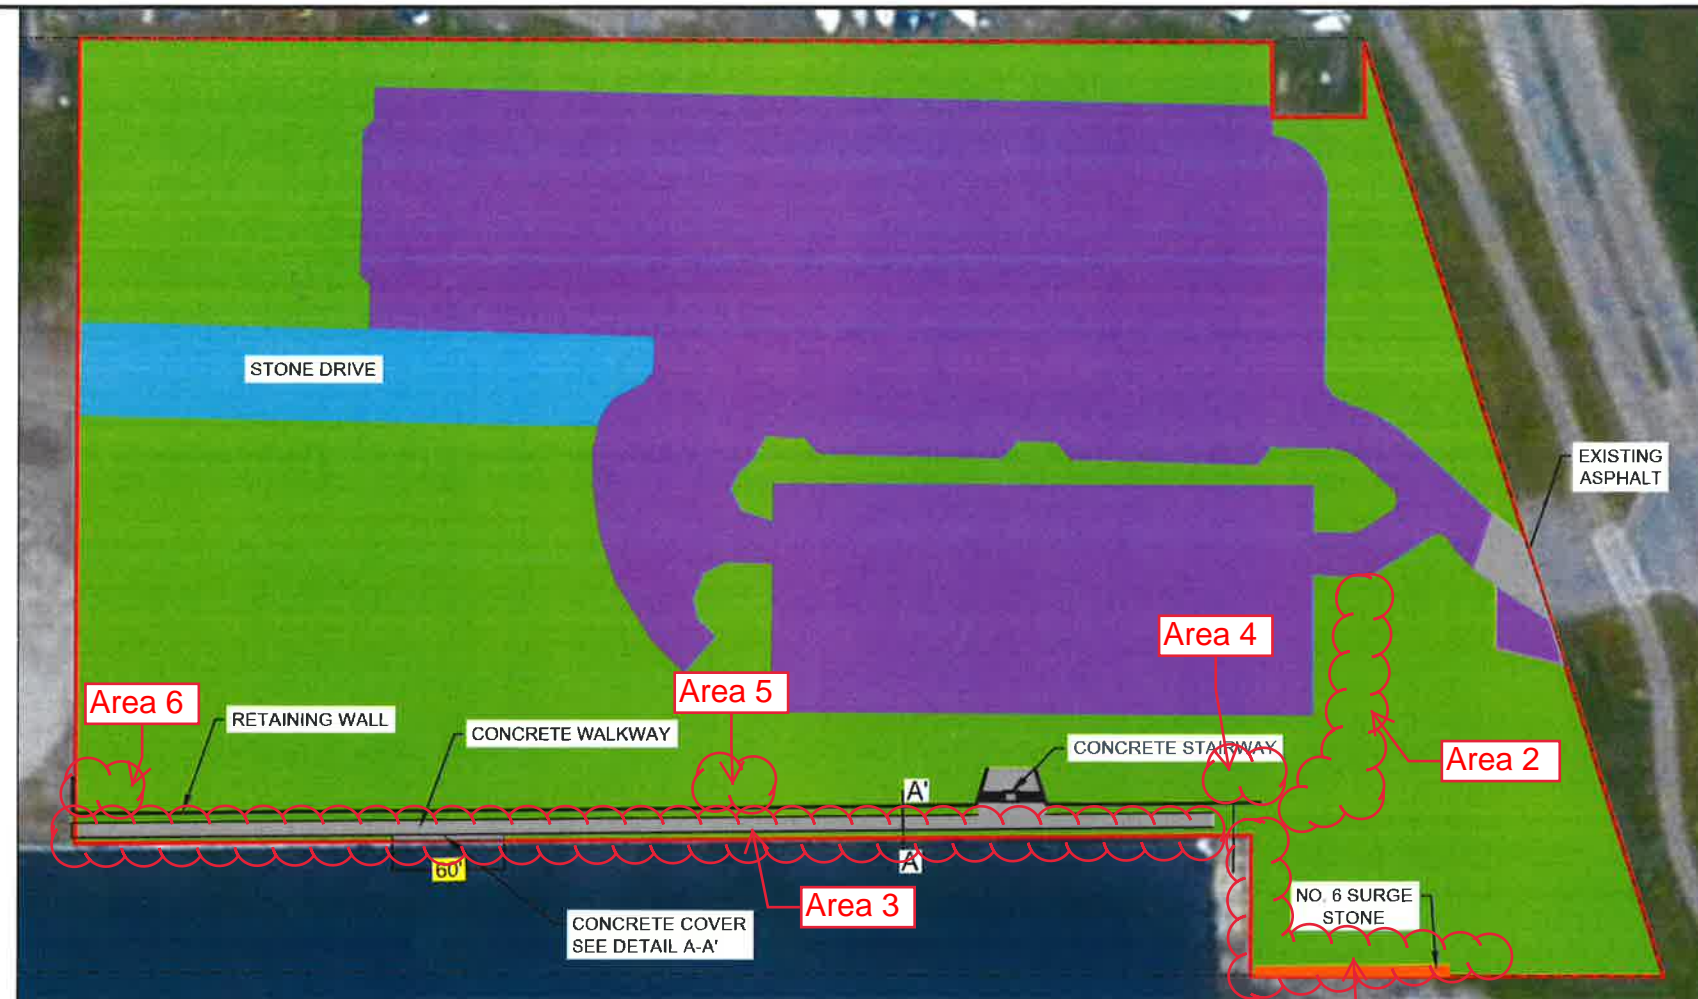 STONE DRIVE
EXISTING
ASPHALT
Area 4
Area 6
Area 5
RETAINING WALL
CONCRETE WALKWAY
CONCRETE STAIRWAY
Area 2
A'
A
60'
Area 3
NO. 6 SURGE
STONE
CONCRETE COVER
SEE DETAIL A-A'